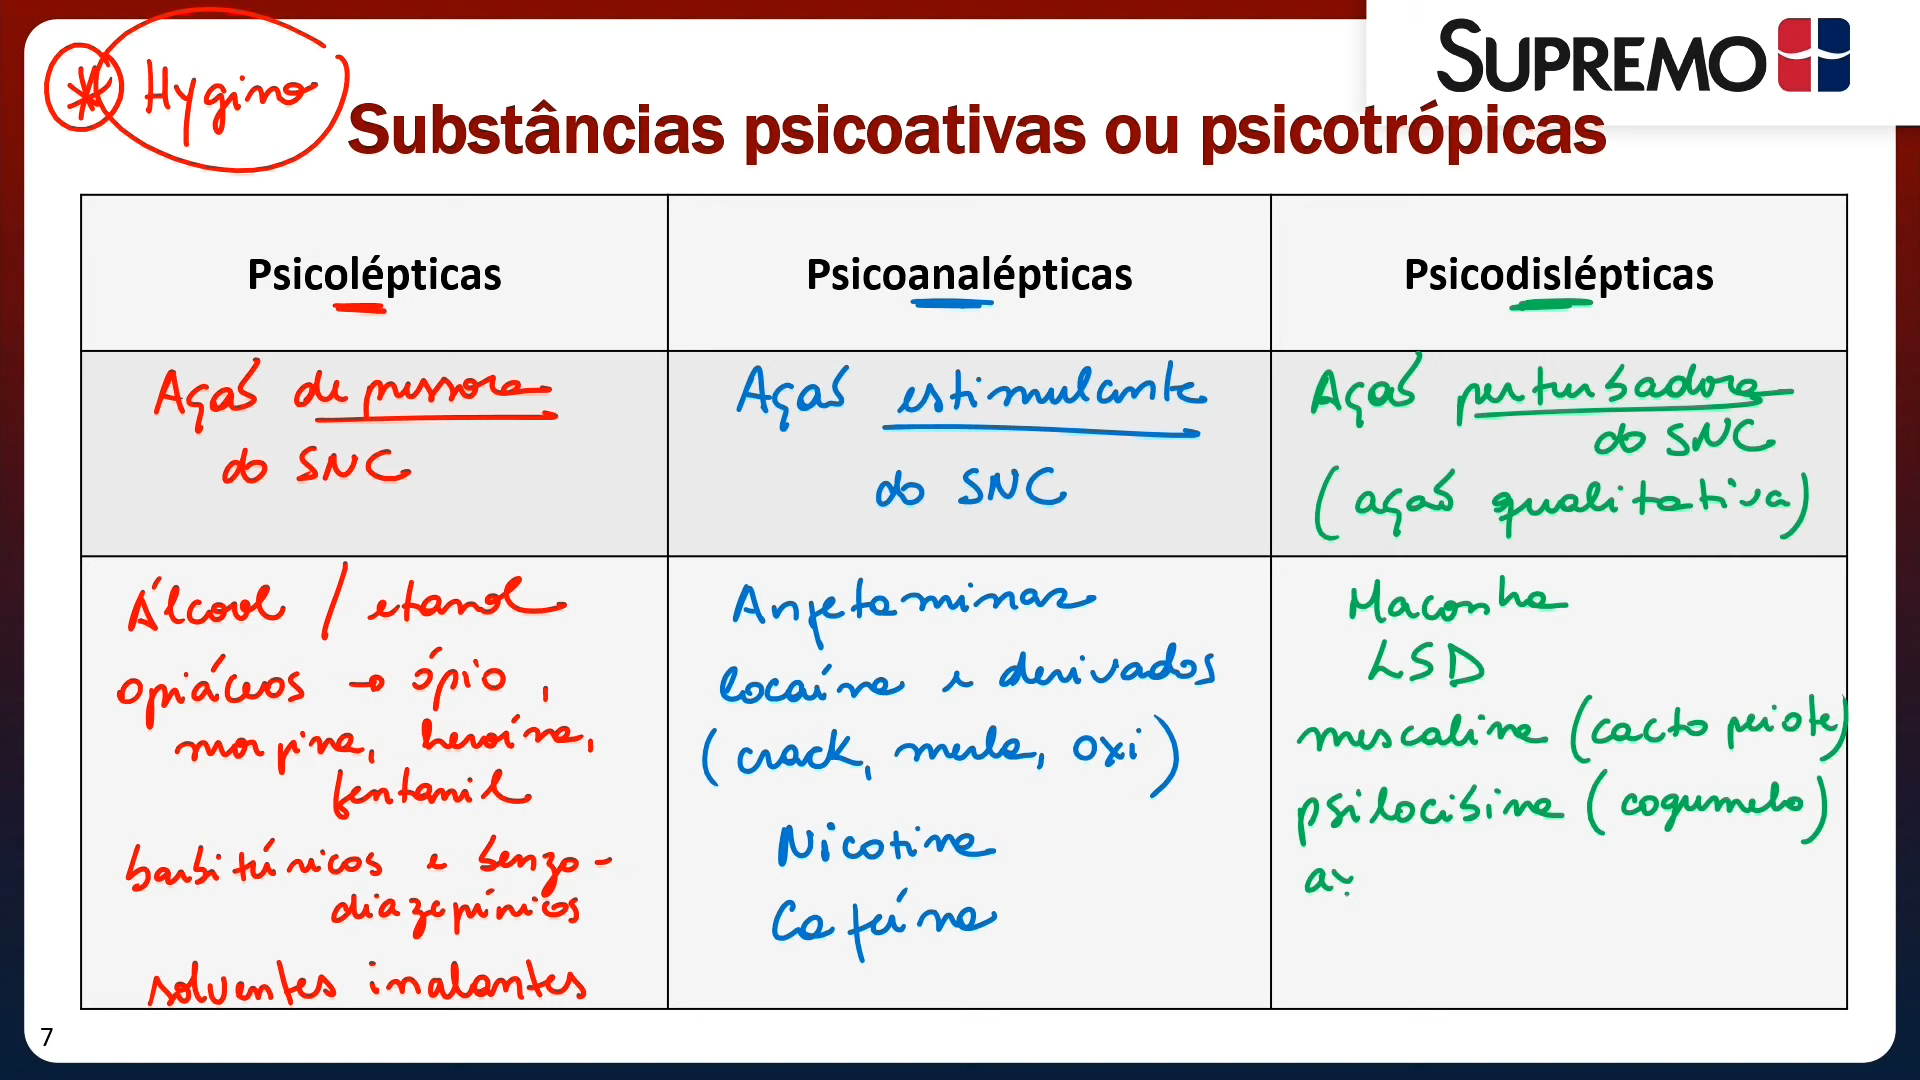 * Hygino
SUPREMO
Substâncias psicoativas ou psicotrópicas
Psicolépticas
Psicoanalépticas
Psicodislépticas
Ação depressora
do SNC
Ação estimulante
do SNC
Ação perturbadora
do SNC
(ação qualitativa)
Álcool / etanol
opiáceos → ópio,
morfina, heroína,
fentanil
barbitúricos e benzo-
diazepínicos
solventes inalantes
Anfetaminas
Cocaína e derivados
(crack, merla, oxi)
Nicotina
Cafeína
Maconha
LSD
mescalina (cacto peiote)
psilocibina (cogumelo)
ay
7